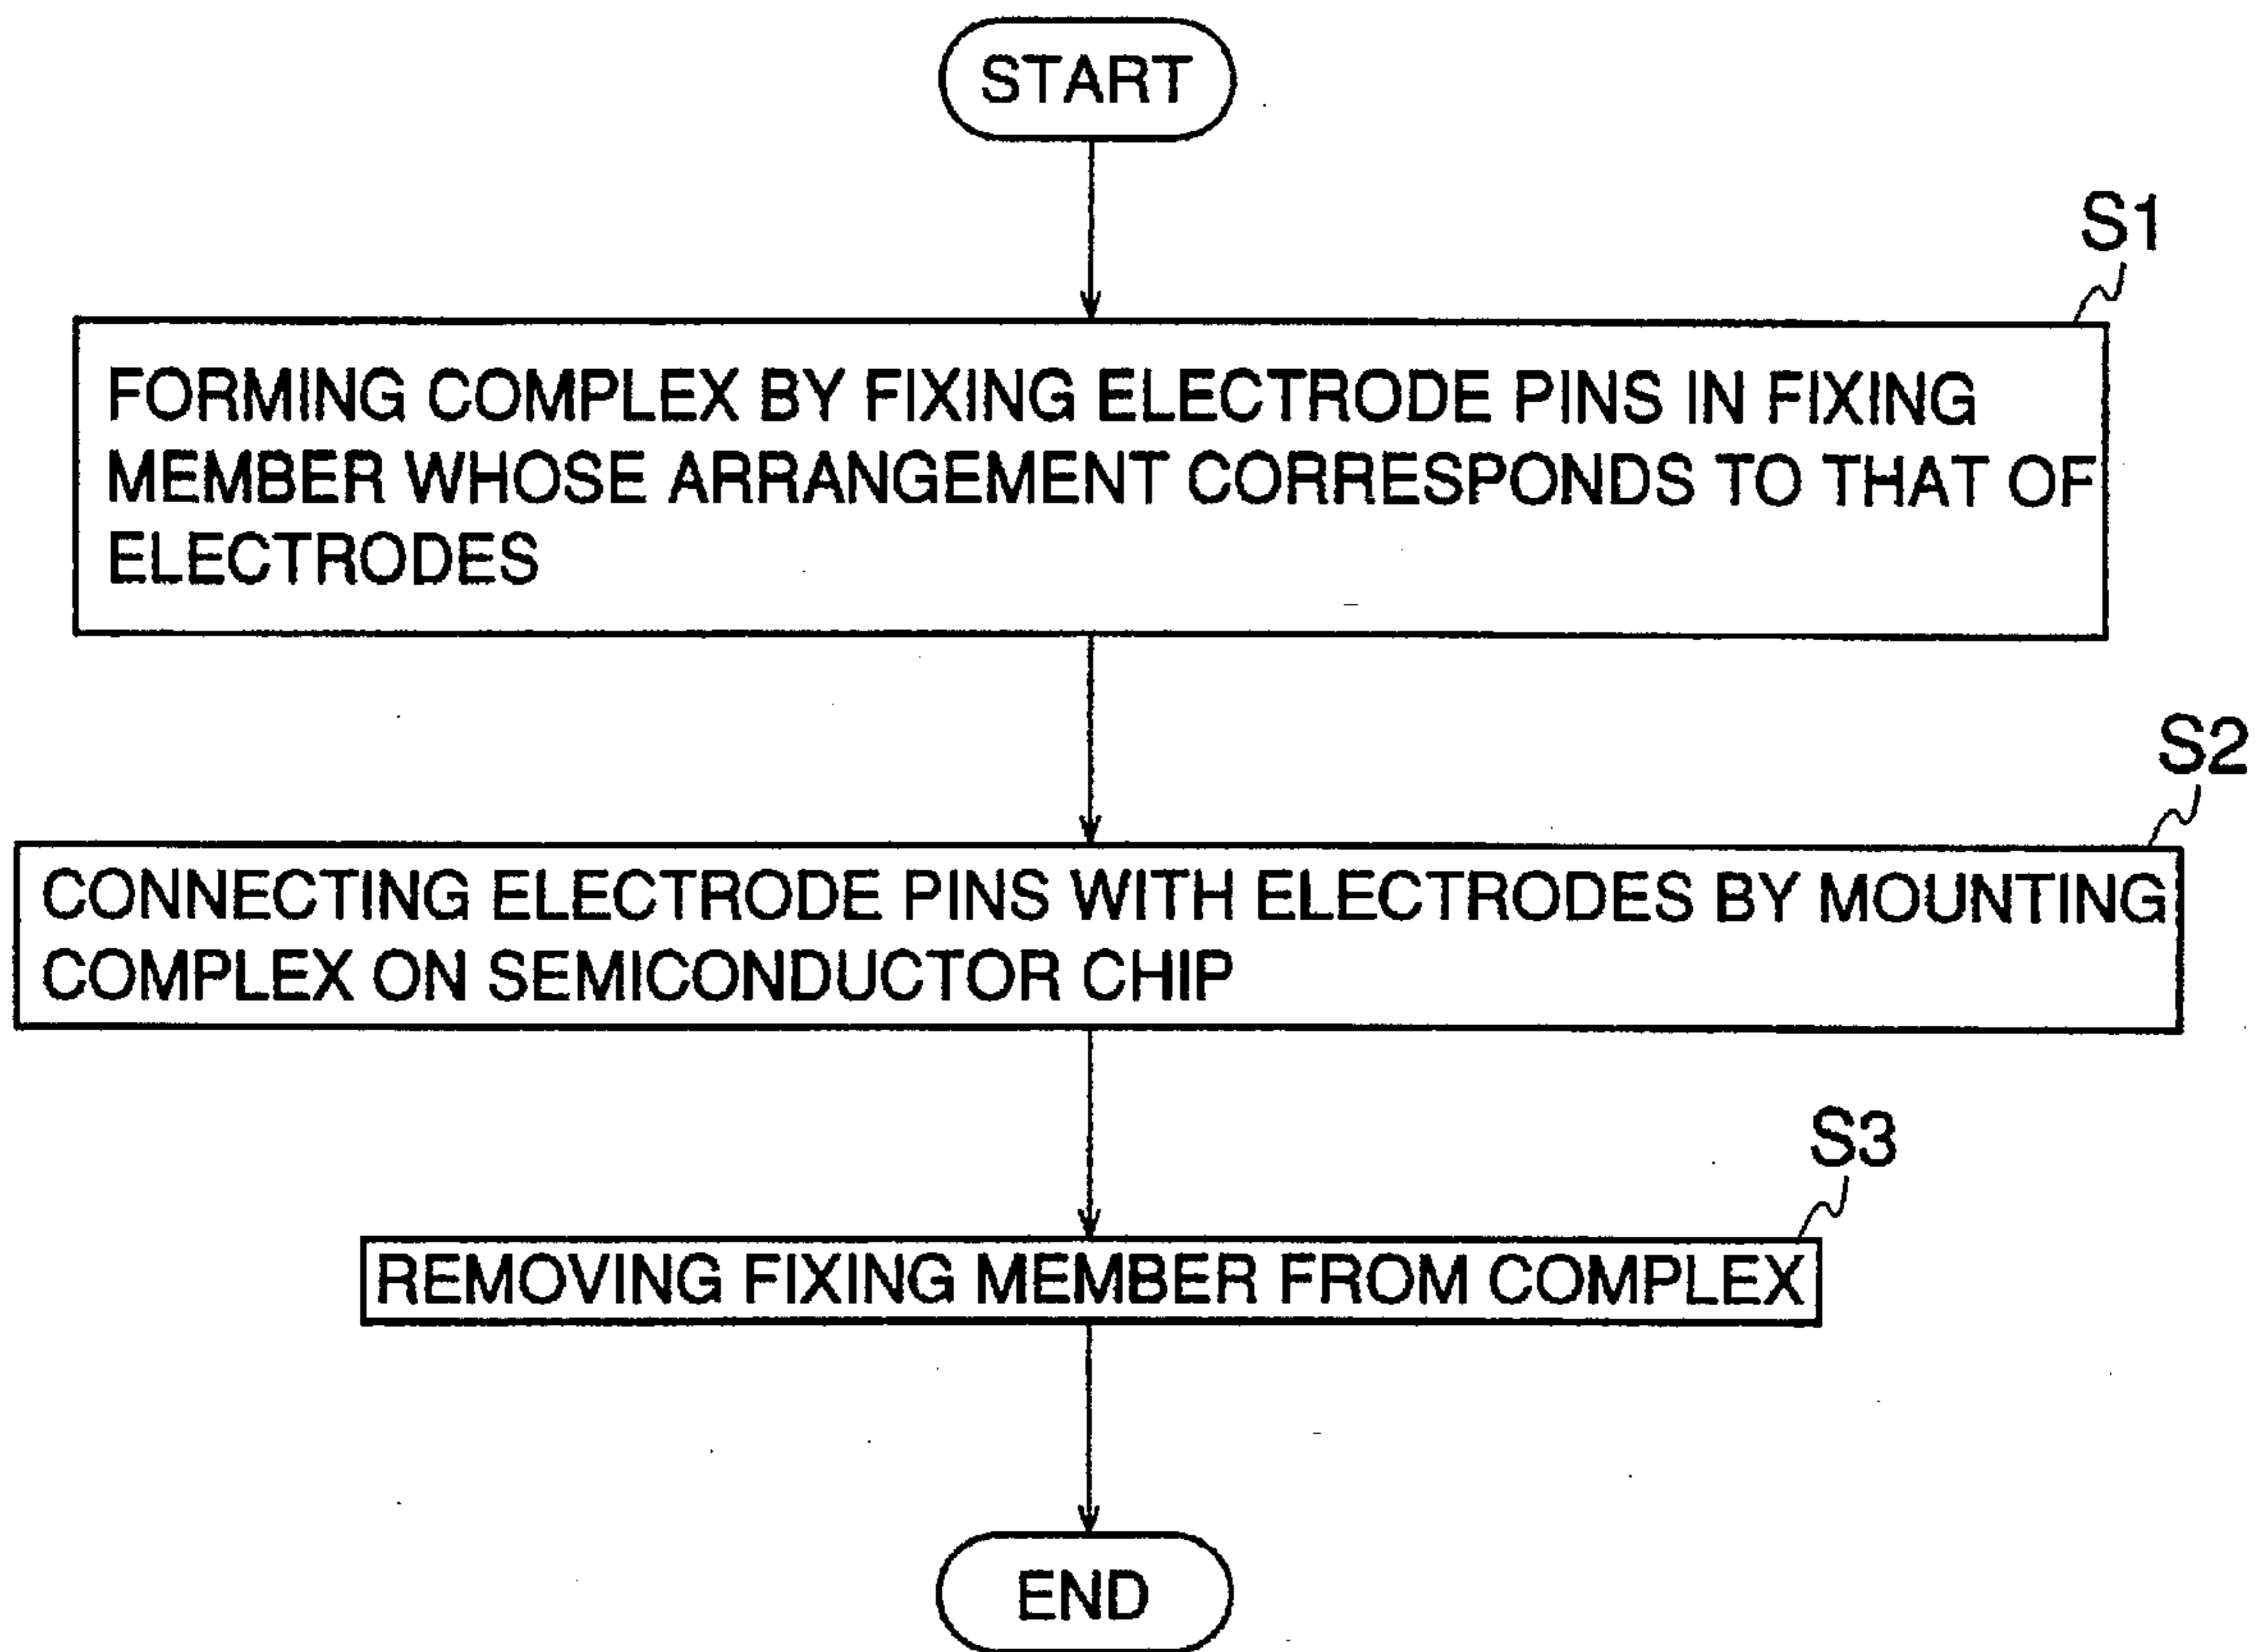 START
S1
FORMING COMPLEX BY FIXING ELECTRODE PINS IN FIXING
MEMBER WHOSE ARRANGEMENT CORRESPONDS TO THAT OF
ELECTRODES
S2
CONNECTING ELECTRODE PINS WITH ELECTRODES BY MOUNTING
COMPLEX ON SEMICONDUCTOR CHIP
S3
REMOVING FIXING MEMBER FROM COMPLEX
END